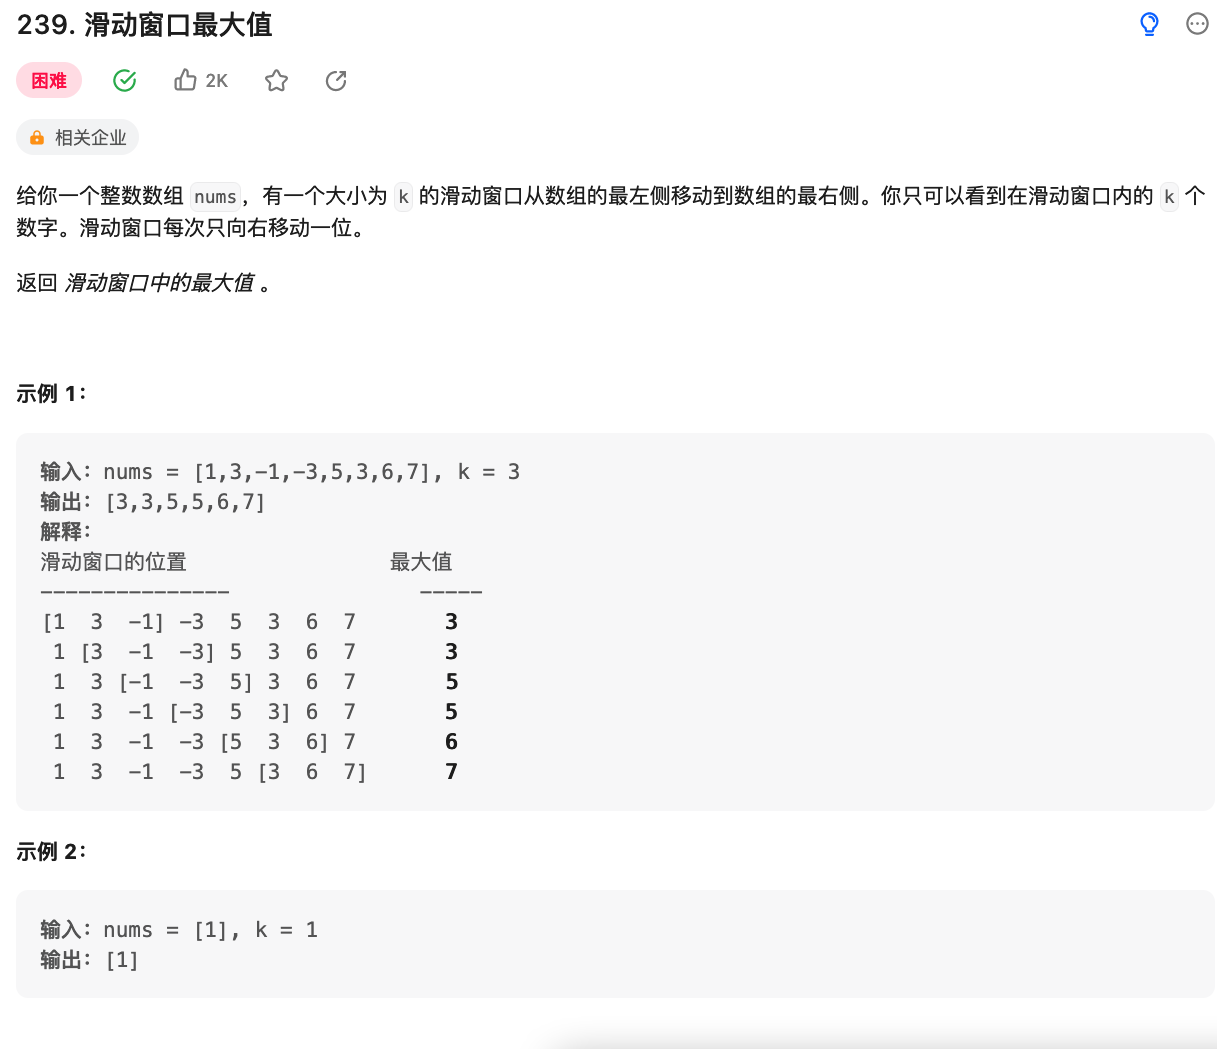 239. 滑动窗口最大值
困难 2K
相关企业
给你一个整数数组 nums，有一个大小为 k 的滑动窗口从数组的最左侧移动到数组的最右侧。你只可以看到在滑动窗口内的 k 个
数字。滑动窗口每次只向右移动一位。
返回 滑动窗口中的最大值 。
示例 1：
输入：nums = [1,3,-1,-3,5,3,6,7], k = 3
输出：[3,3,5,5,6,7]
解释：
滑动窗口的位置                最大值
---------------               -----
[1  3  -1] -3  5  3  6  7       3
 1 [3  -1  -3] 5  3  6  7       3
 1  3 [-1  -3  5] 3  6  7       5
 1  3  -1 [-3  5  3] 6  7       5
 1  3  -1  -3 [5  3  6] 7       6
 1  3  -1  -3  5 [3  6  7]      7
示例 2：
输入：nums = [1], k = 1
输出：[1]